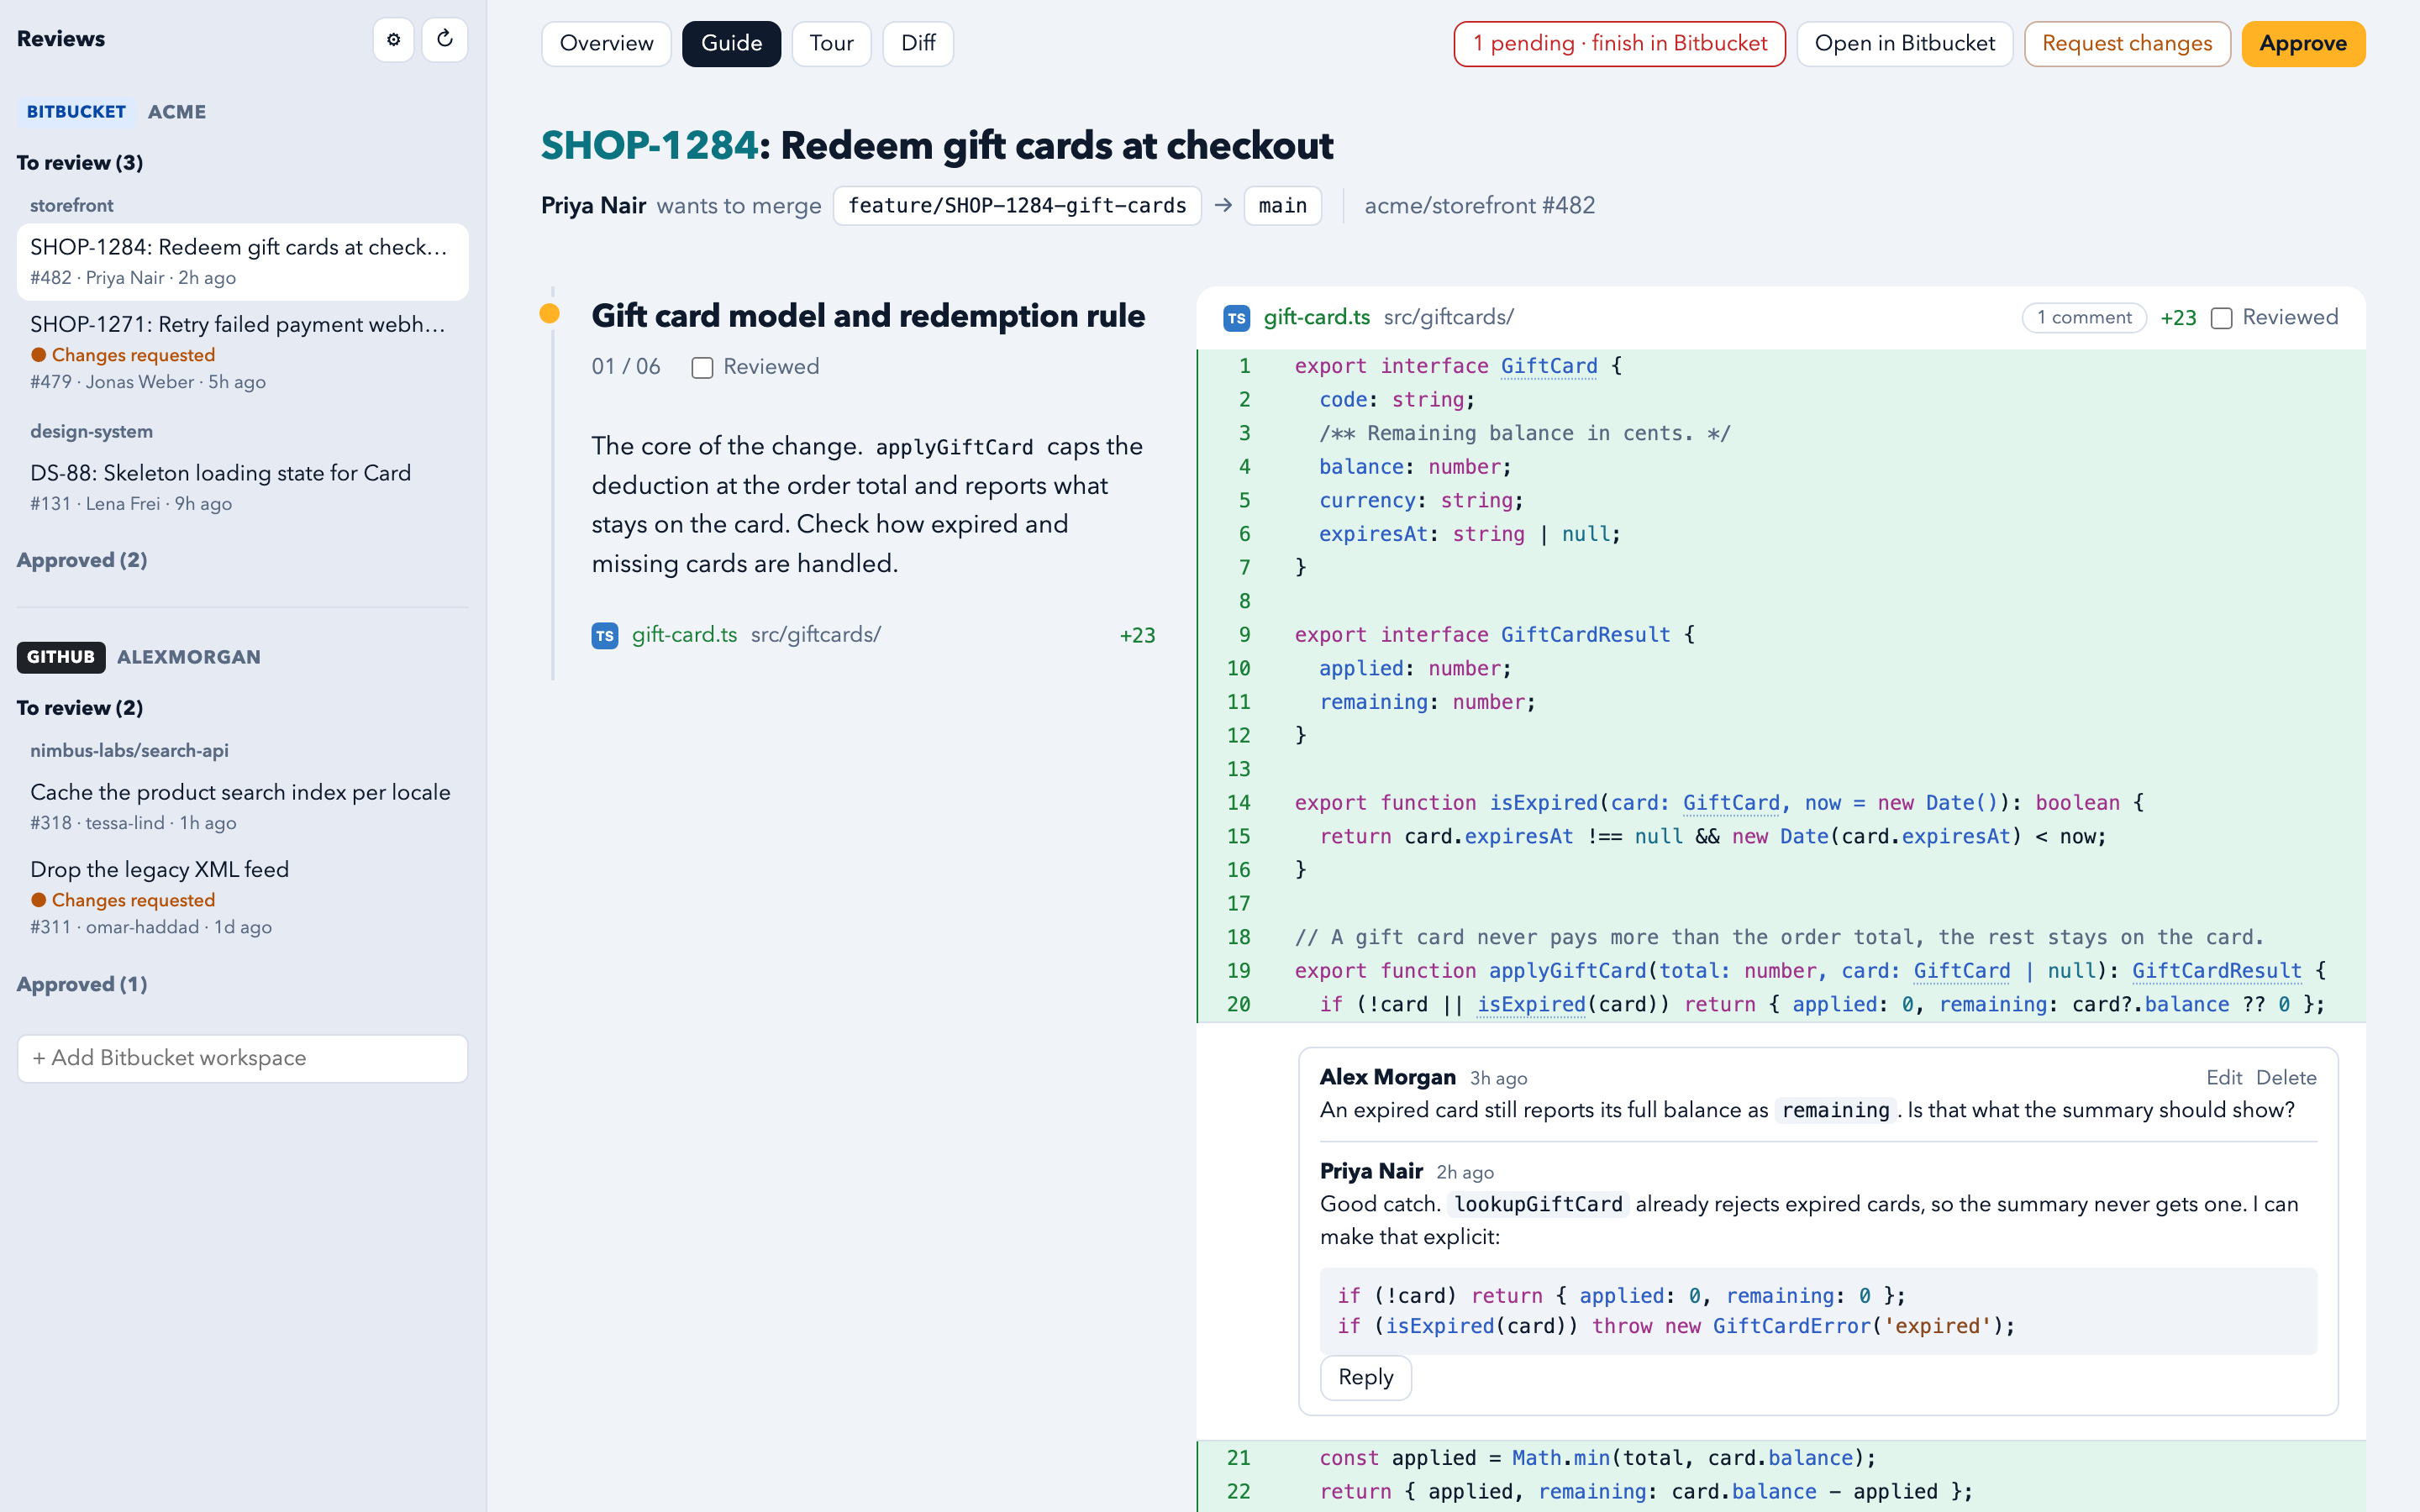 Reviews
BITBUCKET ACME
To review (3)
storefront
SHOP-1284: Redeem gift cards at check…
#482 · Priya Nair · 2h ago
SHOP-1271: Retry failed payment webh…
Changes requested
#479 · Jonas Weber · 5h ago
design-system
DS-88: Skeleton loading state for Card
#131 · Lena Frei · 9h ago
Approved (2)
GITHUB ALEXMORGAN
To review (2)
nimbus-labs/search-api
Cache the product search index per locale
#318 · tessa-lind · 1h ago
Drop the legacy XML feed
Changes requested
#311 · omar-haddad · 1d ago
Approved (1)
+ Add Bitbucket workspace
Overview Guide Tour Diff
1 pending · finish in Bitbucket Open in Bitbucket Request changes Approve
SHOP-1284: Redeem gift cards at checkout
Priya Nair wants to merge feature/SHOP-1284-gift-cards → main acme/storefront #482
Gift card model and redemption rule
01 / 06 Reviewed
The core of the change. applyGiftCard caps the
deduction at the order total and reports what
stays on the card. Check how expired and
missing cards are handled.
TS gift-card.ts src/giftcards/ +23
TS gift-card.ts src/giftcards/ 1 comment +23 Reviewed
1 export interface GiftCard {
2 code: string;
3 /** Remaining balance in cents. */
4 balance: number;
5 currency: string;
6 expiresAt: string | null;
7 }
8
9 export interface GiftCardResult {
10 applied: number;
11 remaining: number;
12 }
13
14 export function isExpired(card: GiftCard, now = new Date()): boolean {
15 return card.expiresAt !== null && new Date(card.expiresAt) < now;
16 }
17
18 // A gift card never pays more than the order total, the rest stays on the card.
19 export function applyGiftCard(total: number, card: GiftCard | null): GiftCardResult {
20 if (!card || isExpired(card)) return { applied: 0, remaining: card?.balance ?? 0 };
Alex Morgan 3h ago Edit Delete
An expired card still reports its full balance as remaining. Is that what the summary should show?
Priya Nair 2h ago
Good catch. lookupGiftCard already rejects expired cards, so the summary never gets one. I can
make that explicit:
if (!card) return { applied: 0, remaining: 0 };
if (isExpired(card)) throw new GiftCardError('expired');
Reply
21 const applied = Math.min(total, card.balance);
22 return { applied, remaining: card.balance - applied };